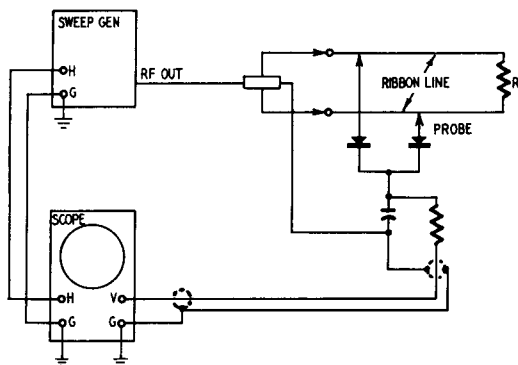 SWEEP GEN
H
G
RF OUT
RIBBON LINE
R
PROBE
SCOPE
H
V
G
G